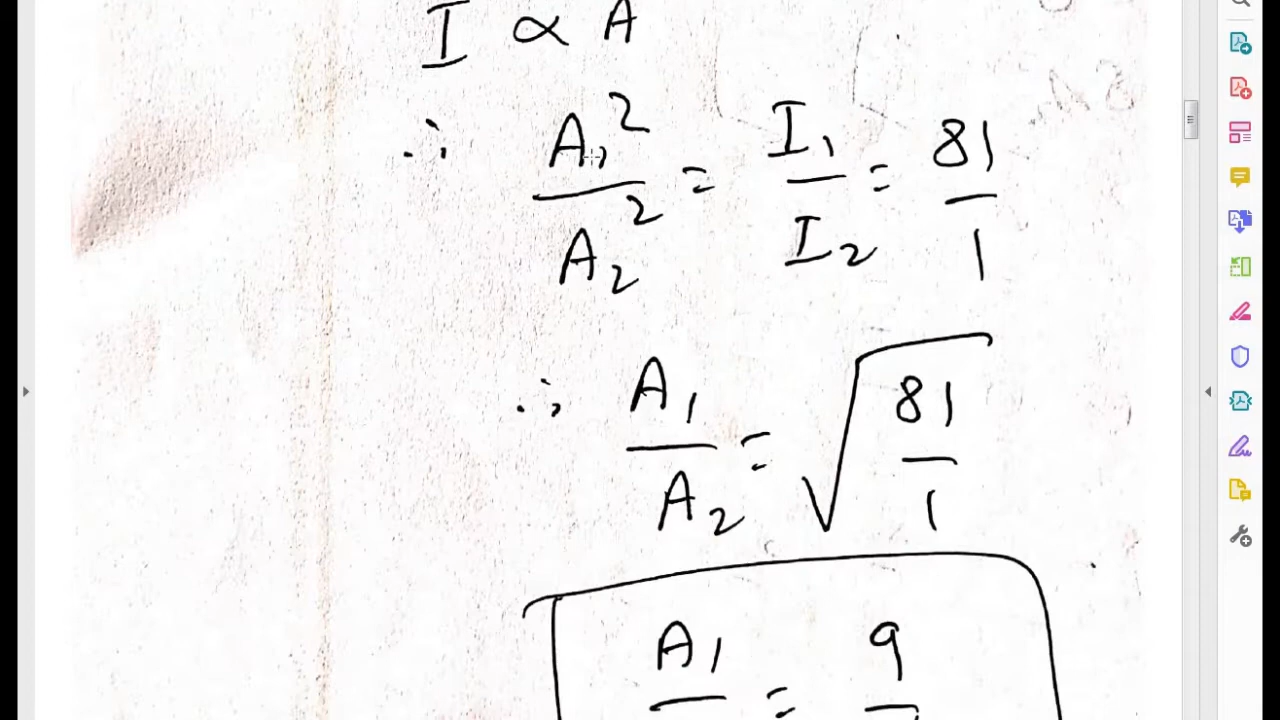 I ∝ A
∴ A₁² / A₂² = I₁ / I₂ = 81 / 1
∴ A₁ / A₂ = √(81 / 1)
A₁ / = 9 /